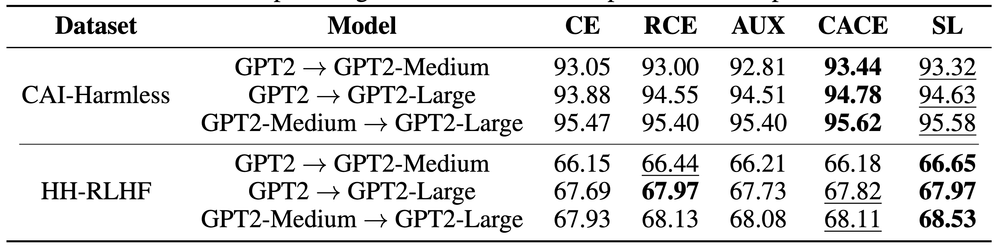 Dataset Model CE RCE AUX CACE SL
GPT2 → GPT2-Medium 93.05 93.00 92.81 93.44 93.32
CAI-Harmless GPT2 → GPT2-Large 93.88 94.55 94.51 94.78 94.63
GPT2-Medium → GPT2-Large 95.47 95.40 95.40 95.62 95.58
GPT2 → GPT2-Medium 66.15 66.44 66.21 66.18 66.65
HH-RLHF GPT2 → GPT2-Large 67.69 67.97 67.73 67.82 67.97
GPT2-Medium → GPT2-Large 67.93 68.13 68.08 68.11 68.53